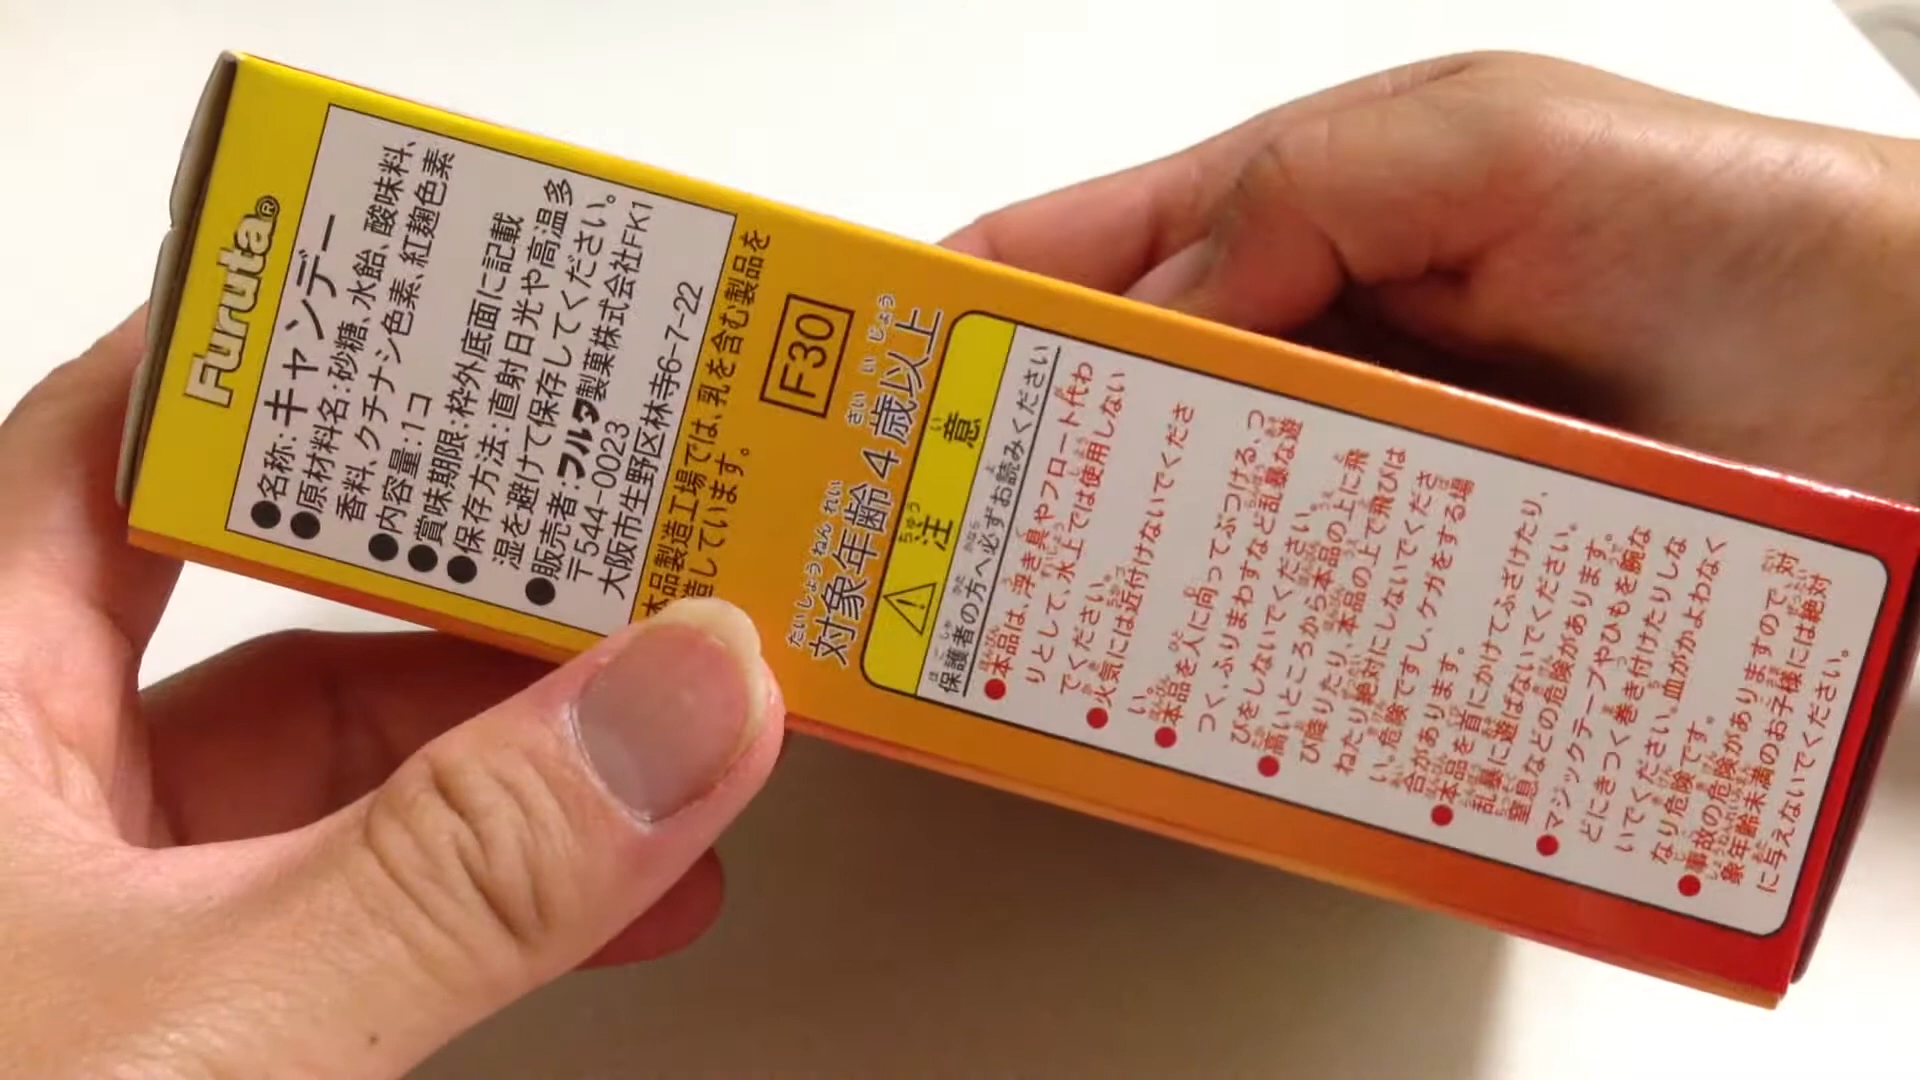 Furuta®
●名称:キャンデー
●原材料名:砂糖、水飴、酸味料、
香料、クチナシ色素、紅麹色素
●内容量:1コ
●賞味期限:枠外底面に記載
●保存方法:直射日光や高温多
湿を避けて保存してください。
●販売者:フルタ製菓株式会社FK1
〒544-0023
大阪市生野区林寺6-7-22
本品製造工場では、乳を含む製品を
造しています。
F30
対象年齢4歳以上
⚠注意
保護者の方へ必ずお読みください
●本品は、浮き具やフロート代わ
りとして、水上では使用しない
でください。
●火気には近付けないでくださ
い。
●本品を人に向ってぶつける、つ
つく、ふりまわすなど乱暴な遊
びをしないでください。
●高いところから本品の上に飛
び降りたり、本品の上で飛びは
ねたり絶対にしないでくださ
い。危険ですし、ケガをする場
合があります。
●本品を首にかけてふざけたり、
乱暴に遊ばないでください。
窒息などの危険があります。
●マジックテープやひもを腕な
どにきつく巻き付けたりしな
いでください。血がかよわなく
なり危険です。
●事故の危険がありますので、対
象年齢未満のお子様には絶対
に与えないでください。